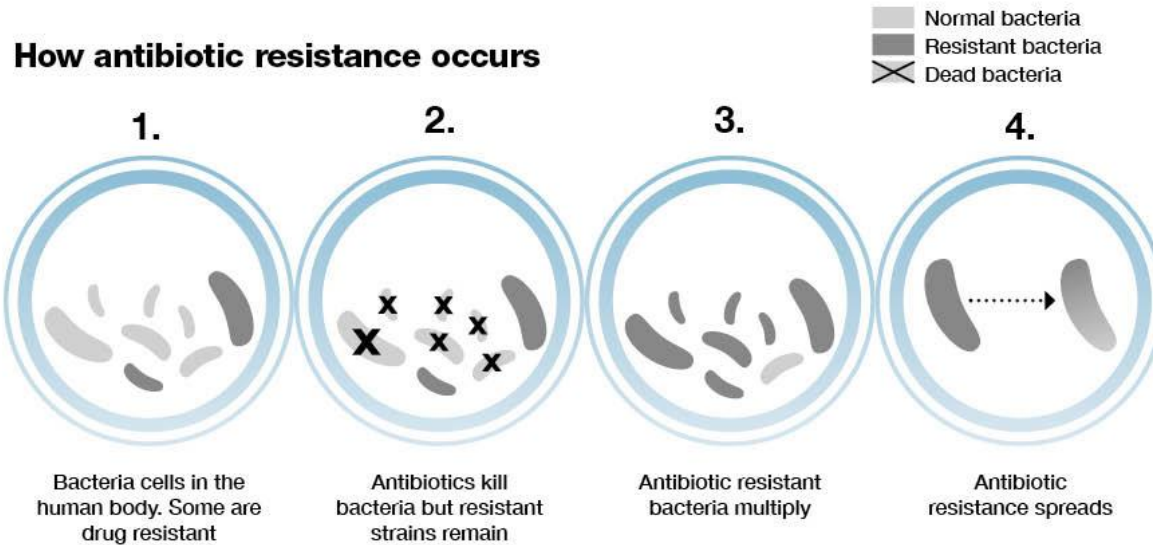 How antibiotic resistance occurs
Normal bacteria
Resistant bacteria
Dead bacteria
1.
2.
3.
4.
X
X
X
X
X
X
Bacteria cells in the
human body. Some are
drug resistant
Antibiotics kill
bacteria but resistant
strains remain
Antibiotic resistant
bacteria multiply
Antibiotic
resistance spreads